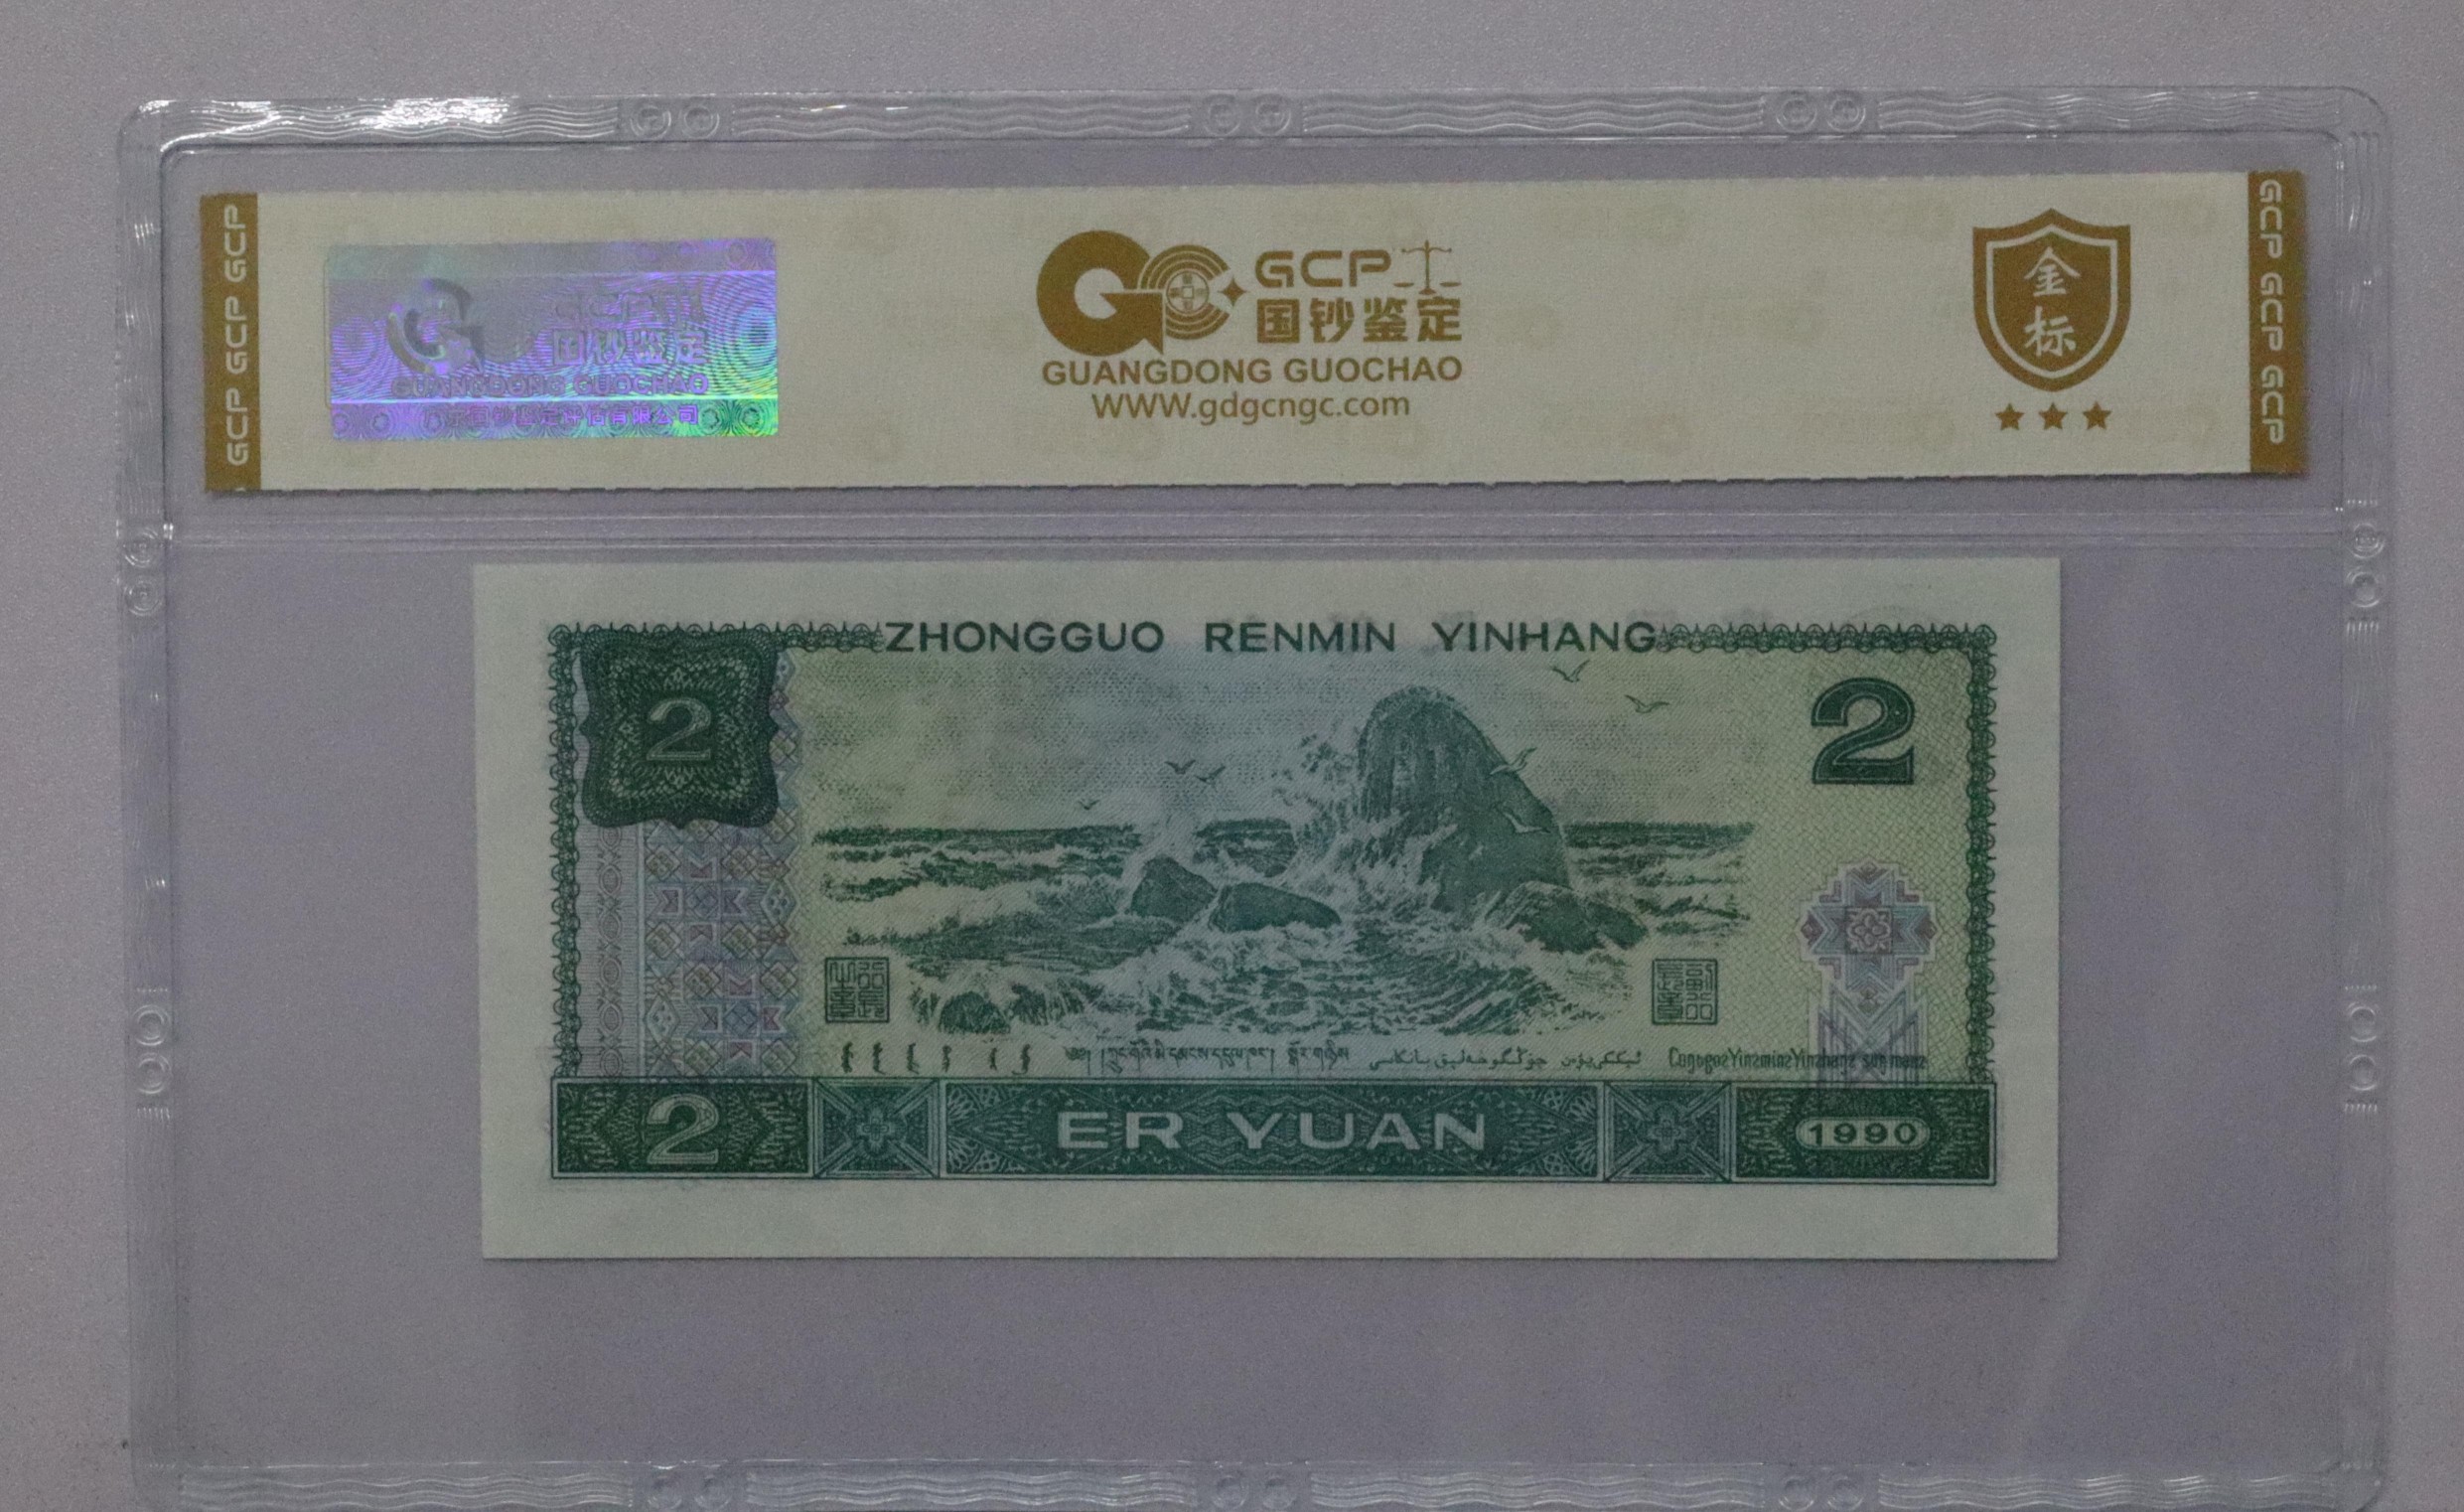 GCP GCP GCP
GCP
国钞鉴定
GUANGDONG GUOCHAO
GCP
国钞鉴定
GUANGDONG GUOCHAO
WWW.gdgcngc.com
金
标
GCP GCP GCP
ZHONGGUO RENMIN YINHANG
2
2
2
ER YUAN
1990